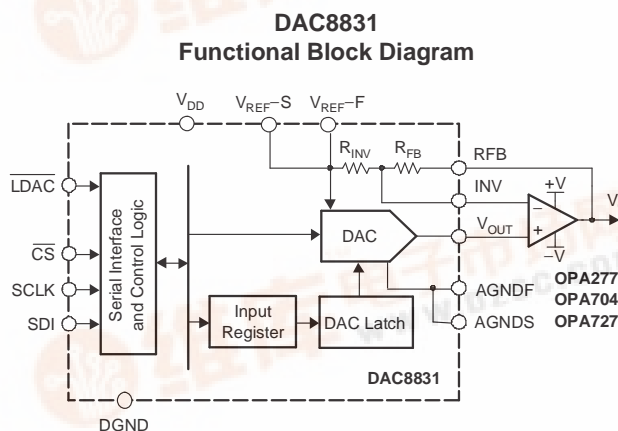 DAC8831
Functional Block Diagram
VDD
VREF−S
VREF−F
RINV
RFB
RFB
INV
LDAC
CS
SCLK
SDI
Serial Interface
and Control Logic
DAC
VOUT
+V
−V
V
Input
Register
DAC Latch
AGNDF
AGNDS
OPA277
OPA704
OPA727
DAC8831
DGND